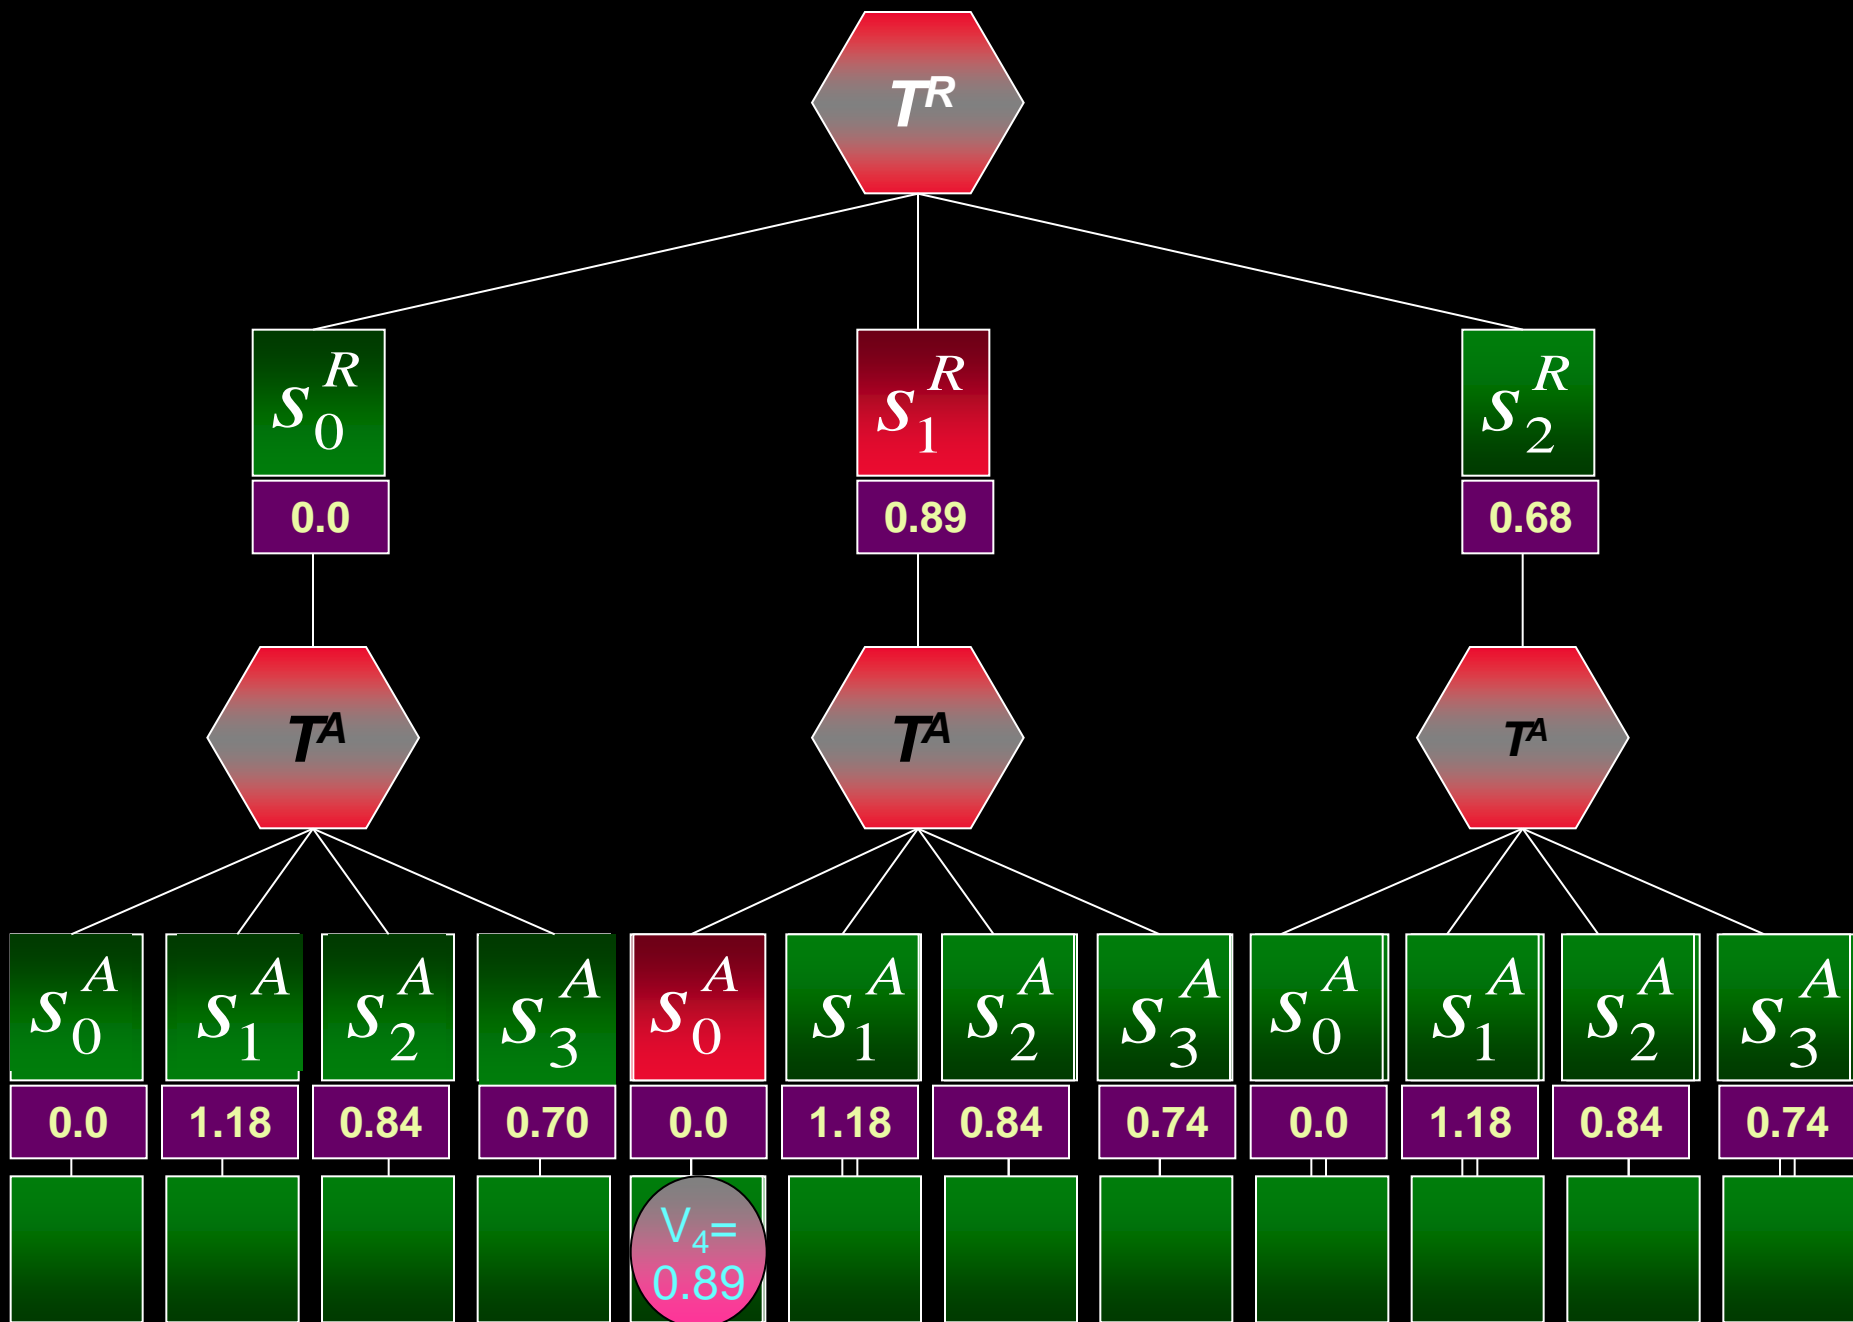 T^R
s_0^R s_1^R s_2^R
0.0 0.89 0.68
T^A T^A T^A
s_0^A s_1^A s_2^A s_3^A s_0^A s_1^A s_2^A s_3^A s_0^A s_1^A s_2^A s_3^A
0.0 1.18 0.84 0.70 0.0 1.18 0.84 0.74 0.0 1.18 0.84 0.74
V_4=
0.89